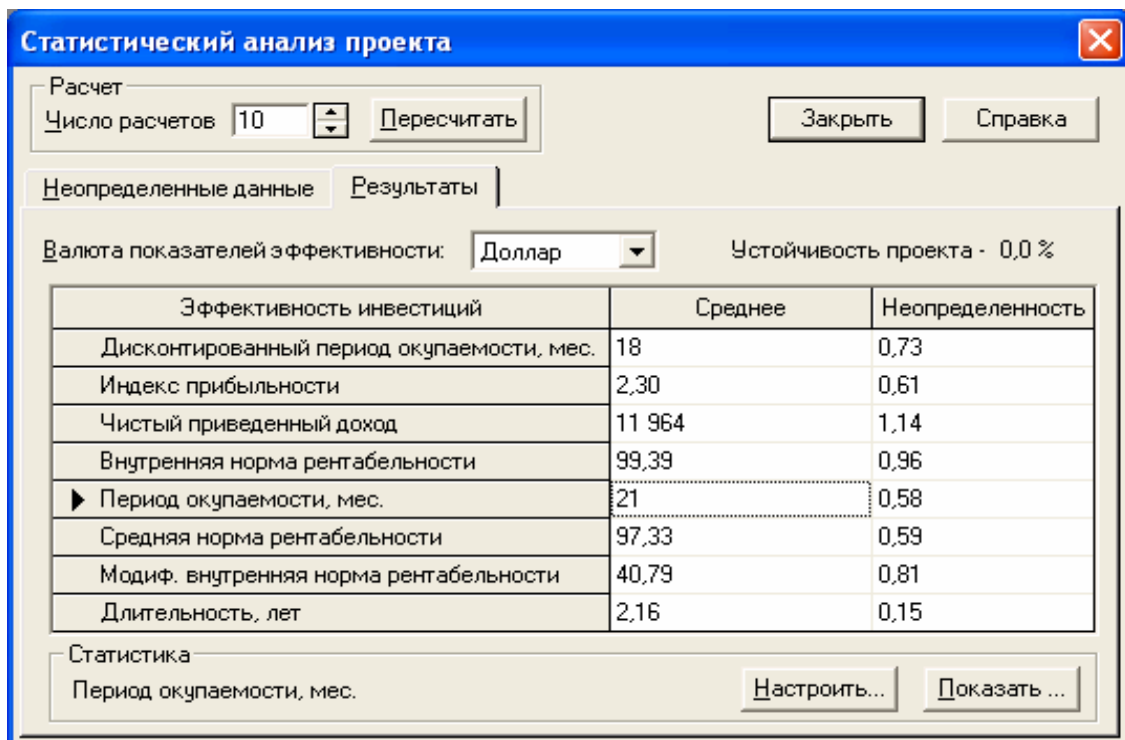 Статистический анализ проекта
Расчет
Число расчетов 10 Пересчитать Закрыть Справка
Неопределенные данные Результаты
Валюта показателей эффективности: Доллар Устойчивость проекта - 0,0 %
Эффективность инвестиций Среднее Неопределенность
Дисконтированный период окупаемости, мес. 18 0,73
Индекс прибыльности 2,30 0,61
Чистый приведенный доход 11 964 1,14
Внутренняя норма рентабельности 99,39 0,96
Период окупаемости, мес. 21 0,58
Средняя норма рентабельности 97,33 0,59
Модиф. внутренняя норма рентабельности 40,79 0,81
Длительность, лет 2,16 0,15
Статистика
Период окупаемости, мес. Настроить... Показать ...